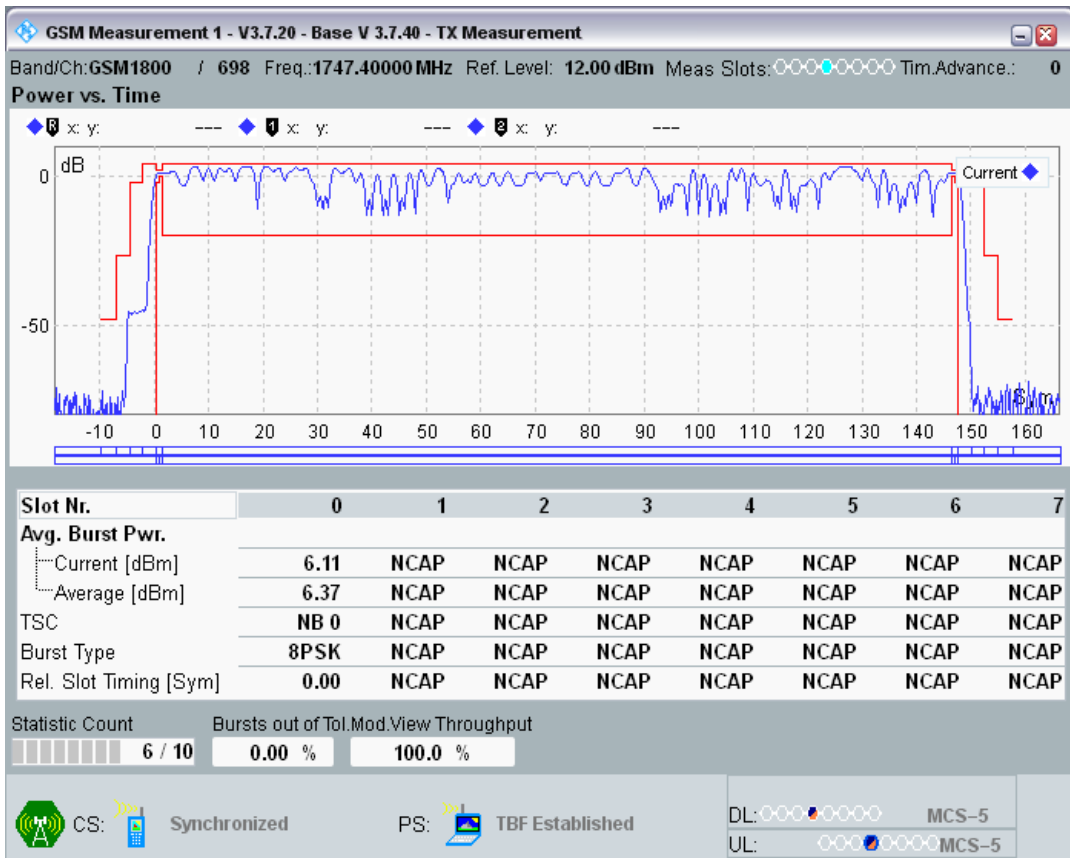 GSM Measurement 1 - V3.7.20 - Base V 3.7.40 - TX Measurement
Band/Ch:GSM1800 / 698 Freq.:1747.40000 MHz Ref. Level: 12.00 dBm Meas Slots: Tim.Advance.: 0
Power vs. Time
R x: y: --- 1 x: y: --- 2 x: y: ---
dB
Current
0
-50
-10 0 10 20 30 40 50 60 70 80 90 100 110 120 130 140 150 160
Slot Nr. 0 1 2 3 4 5 6 7
Avg. Burst Pwr.
Current [dBm] 6.11 NCAP NCAP NCAP NCAP NCAP NCAP NCAP
Average [dBm] 6.37 NCAP NCAP NCAP NCAP NCAP NCAP NCAP
TSC NB 0 NCAP NCAP NCAP NCAP NCAP NCAP NCAP
Burst Type 8PSK NCAP NCAP NCAP NCAP NCAP NCAP NCAP
Rel. Slot Timing [Sym] 0.00 NCAP NCAP NCAP NCAP NCAP NCAP NCAP
Statistic Count Bursts out of Tol. Mod.View Throughput
6 / 10 0.00 % 100.0 %
CS: Synchronized PS: TBF Established
DL: MCS-5
UL: MCS-5